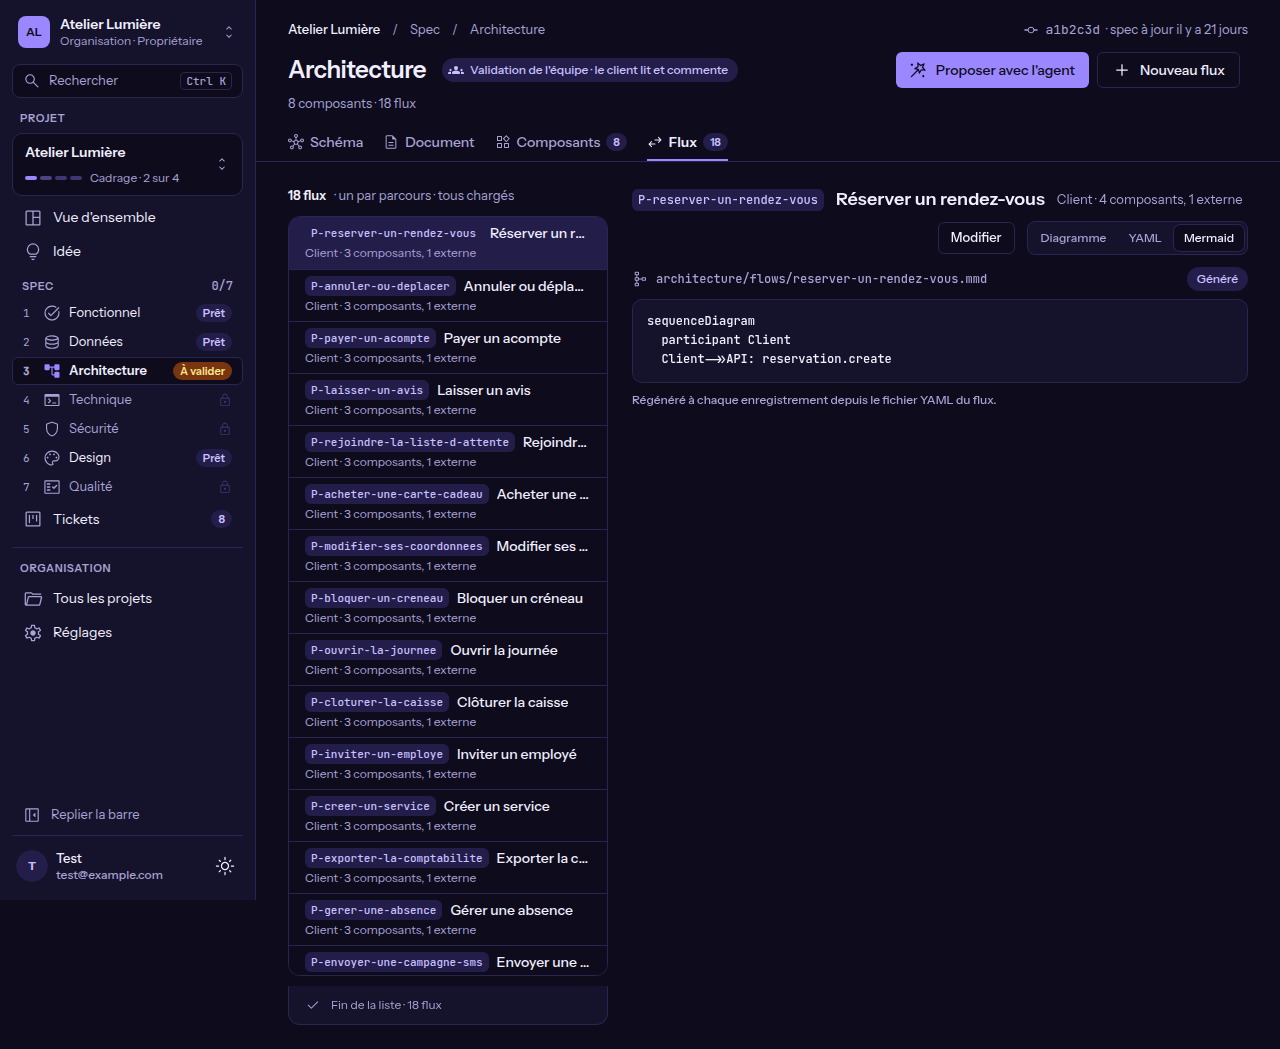 AL
Atelier Lumière
Organisation · Propriétaire
Rechercher
Ctrl K
PROJET
Atelier Lumière
Cadrage · 2 sur 4
Vue d'ensemble
Idée
SPEC 0/7
1 Fonctionnel Prêt
2 Données Prêt
3 Architecture À valider
4 Technique
5 Sécurité
6 Design Prêt
7 Qualité
Tickets 8
ORGANISATION
Tous les projets
Réglages
Replier la barre
T
Test
test@example.com
Atelier Lumière / Spec / Architecture
a1b2c3d · spec à jour il y a 21 jours
Architecture
Validation de l'équipe · le client lit et commente
Proposer avec l'agent
Nouveau flux
8 composants · 18 flux
Schéma
Document
Composants 8
Flux 18
18 flux · un par parcours · tous chargés
P-reserver-un-rendez-vous Réserver un r...
Client · 3 composants, 1 externe
P-annuler-ou-deplacer Annuler ou dépla...
Client · 3 composants, 1 externe
P-payer-un-acompte Payer un acompte
Client · 3 composants, 1 externe
P-laisser-un-avis Laisser un avis
Client · 3 composants, 1 externe
P-rejoindre-la-liste-d-attente Rejoindr...
Client · 3 composants, 1 externe
P-acheter-une-carte-cadeau Acheter une ...
Client · 3 composants, 1 externe
P-modifier-ses-coordonnees Modifier ses ...
Client · 3 composants, 1 externe
P-bloquer-un-creneau Bloquer un créneau
Client · 3 composants, 1 externe
P-ouvrir-la-journee Ouvrir la journée
Client · 3 composants, 1 externe
P-cloturer-la-caisse Clôturer la caisse
Client · 3 composants, 1 externe
P-inviter-un-employe Inviter un employé
Client · 3 composants, 1 externe
P-creer-un-service Créer un service
Client · 3 composants, 1 externe
P-exporter-la-comptabilite Exporter la c...
Client · 3 composants, 1 externe
P-gerer-une-absence Gérer une absence
Client · 3 composants, 1 externe
P-envoyer-une-campagne-sms Envoyer une ...
Fin de la liste · 18 flux
P-reserver-un-rendez-vous Réserver un rendez-vous Client · 4 composants, 1 externe
Modifier
Diagramme
YAML
Mermaid
architecture/flows/reserver-un-rendez-vous.mmd
Généré
sequenceDiagram
participant Client
Client->>API: reservation.create
Régénéré à chaque enregistrement depuis le fichier YAML du flux.